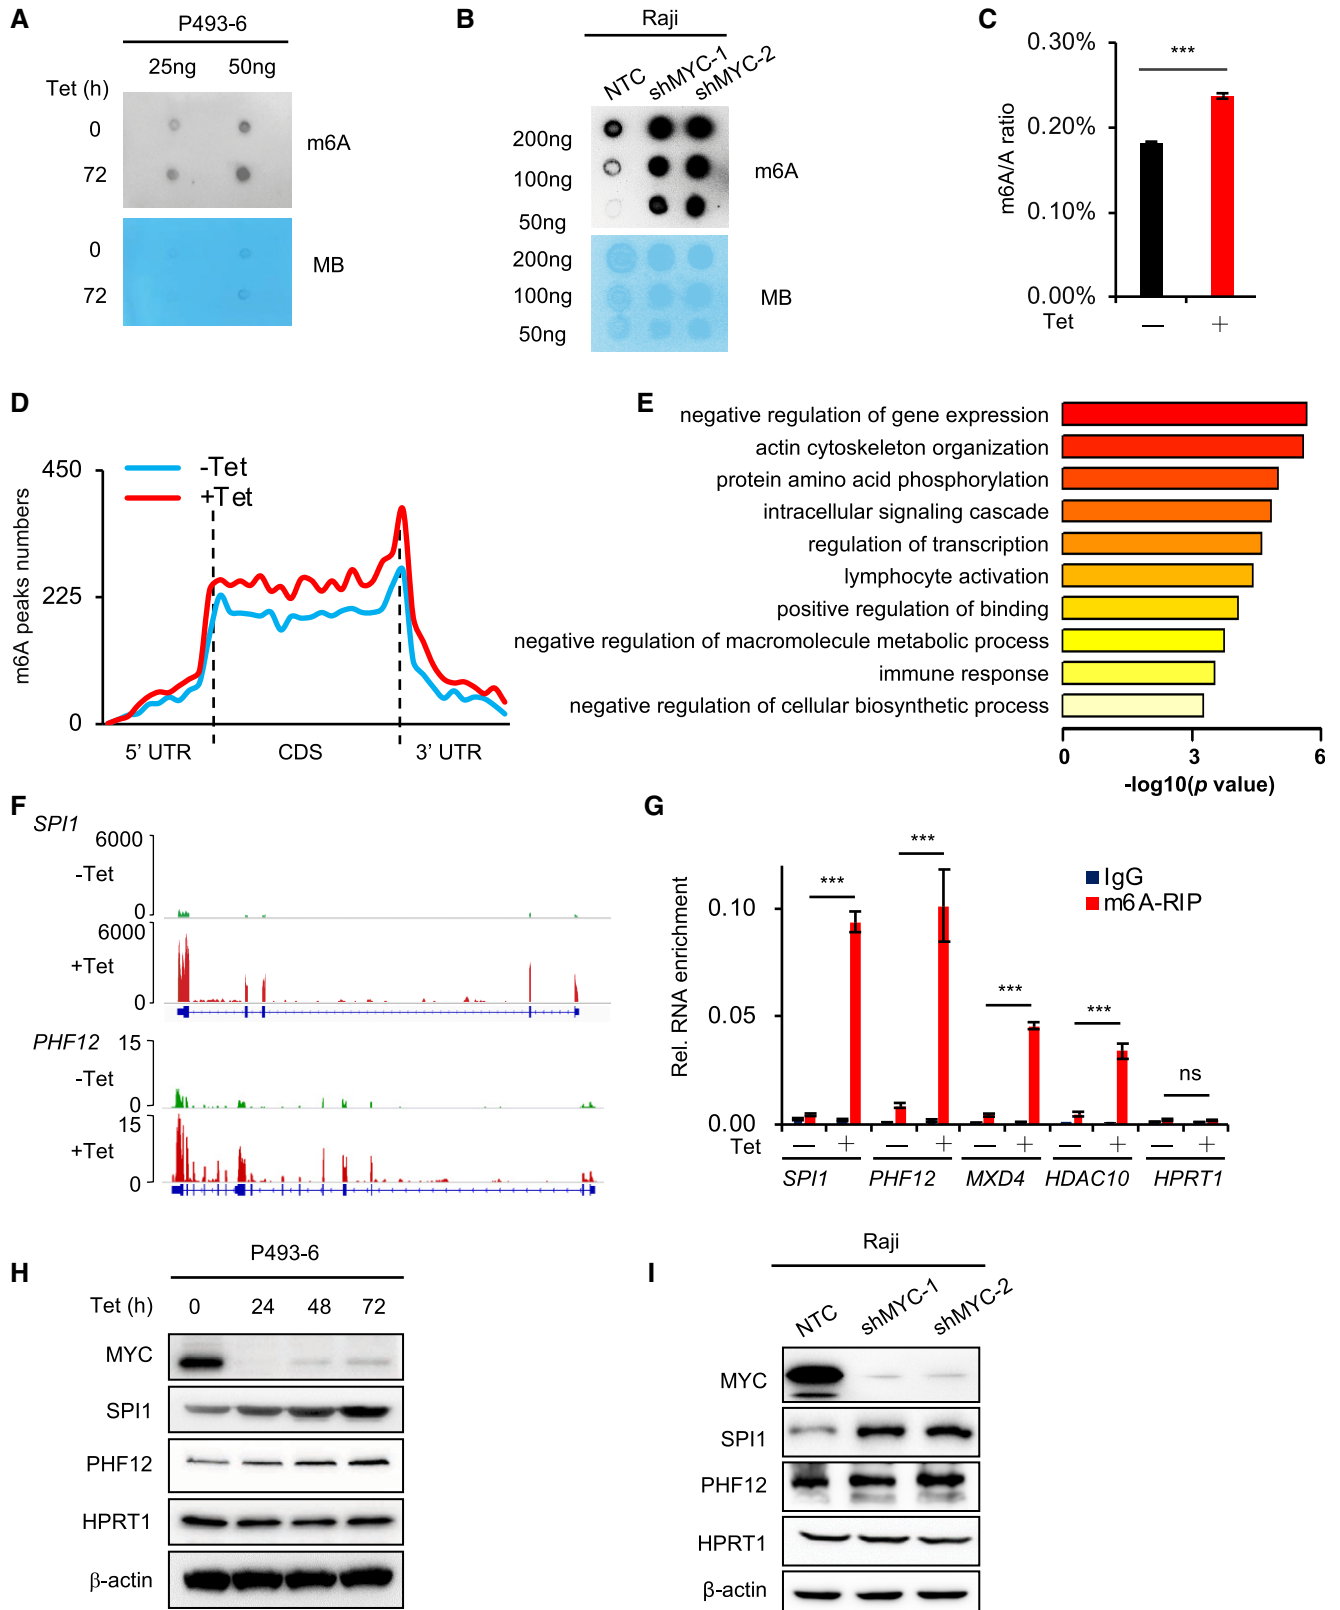 A
P493-6
25ng 50ng
Tet (h)
0
72
m6A
0
72
MB
B
Raji
NTC shMYC-1 shMYC-2
200ng
100ng
50ng
m6A
200ng
100ng
50ng
MB
C
m6A/A ratio
0.30%
0.20%
0.10%
0.00%
***
Tet — +
D
m6A peaks numbers
450
225
0
-Tet
+Tet
5’ UTR CDS 3’ UTR
E
negative regulation of gene expression
actin cytoskeleton organization
protein amino acid phosphorylation
intracellular signaling cascade
regulation of transcription
lymphocyte activation
positive regulation of binding
negative regulation of macromolecule metabolic process
immune response
negative regulation of cellular biosynthetic process
0 3 6
-log10(p value)
F
SPI1
6000
-Tet
0
6000
+Tet
0
PHF12
15
-Tet
0
15
+Tet
0
G
Rel. RNA enrichment
0.10
0.05
0.00
IgG
m6A-RIP
*** *** *** *** ns
Tet — + — + — + — + — +
SPI1 PHF12 MXD4 HDAC10 HPRT1
H
P493-6
Tet (h) 0 24 48 72
MYC
SPI1
PHF12
HPRT1
β-actin
I
Raji
NTC shMYC-1 shMYC-2
MYC
SPI1
PHF12
HPRT1
β-actin